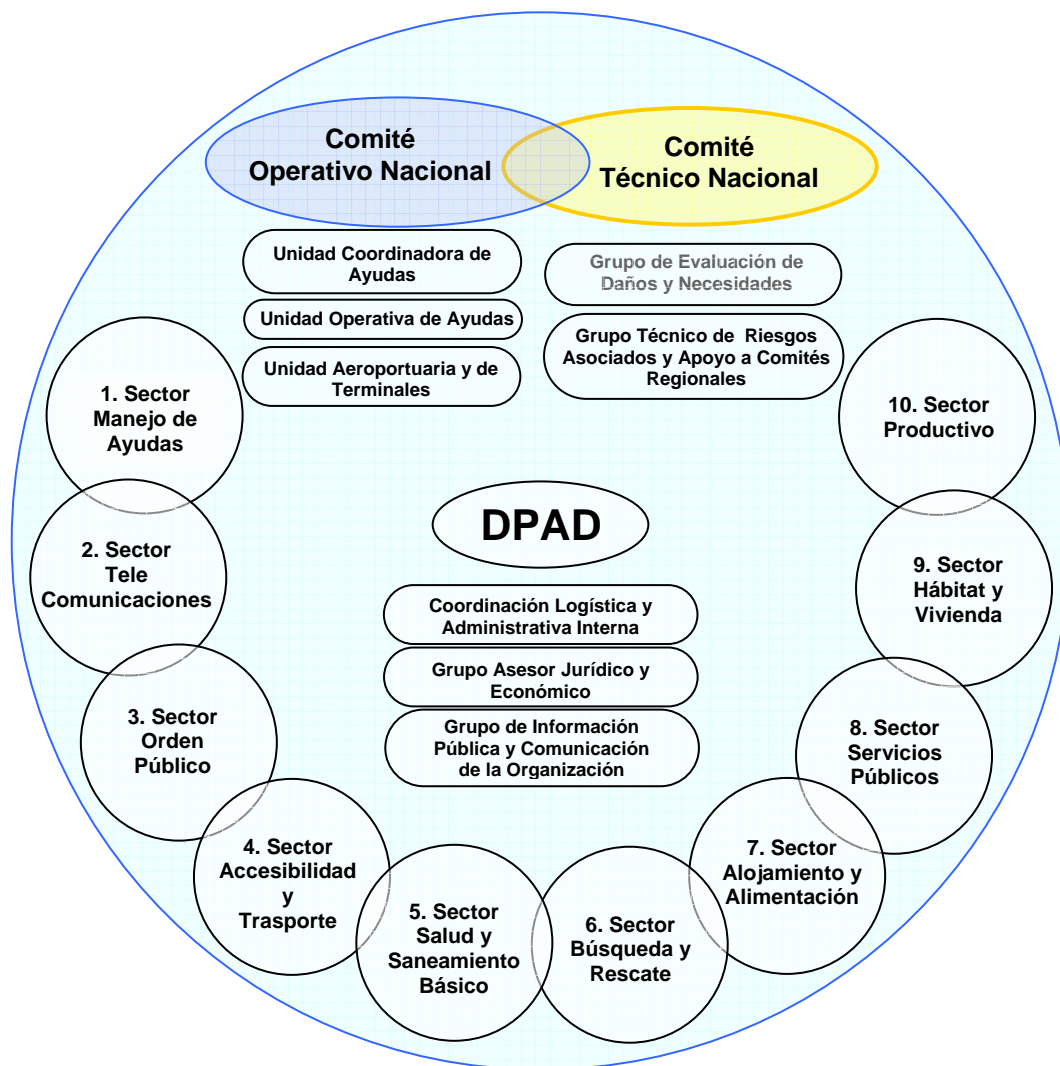 Comité
Operativo Nacional
Comité
Técnico Nacional
Unidad Coordinadora de
Ayudas
Unidad Operativa de Ayudas
Unidad Aeroportuaria y de
Terminales
Grupo de Evaluación de
Daños y Necesidades
Grupo Técnico de Riesgos
Asociados y Apoyo a Comités
Regionales
1. Sector
Manejo de
Ayudas
2. Sector
Tele
Comunicaciones
3. Sector
Orden
Público
4. Sector
Accesibilidad
y
Trasporte
5. Sector
Salud y
Saneamiento
Básico
6. Sector
Búsqueda y
Rescate
7. Sector
Alojamiento y
Alimentación
8. Sector
Servicios
Públicos
9. Sector
Hábitat y
Vivienda
10. Sector
Productivo
DPAD
Coordinación Logística y
Administrativa Interna
Grupo Asesor Jurídico y
Económico
Grupo de Información
Pública y Comunicación
de la Organización